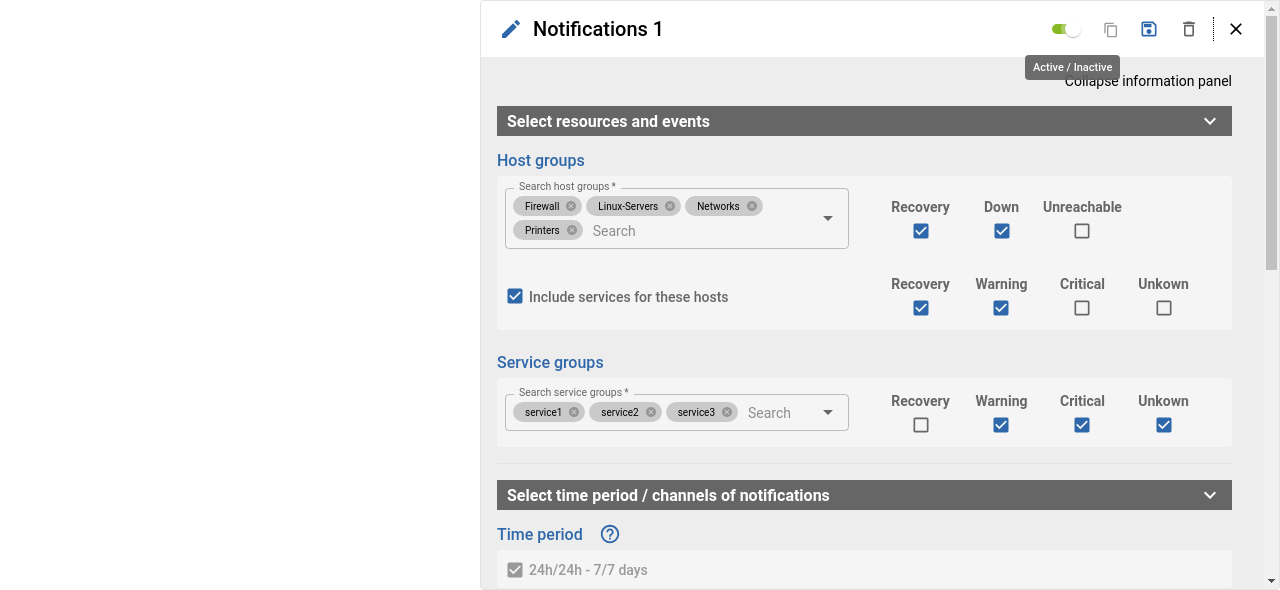 Notifications 1
Active / Inactive
Collapse information panel
Select resources and events
Host groups
Search host groups *
Firewall Linux-Servers Networks
Printers Search
Recovery Down Unreachable
Include services for these hosts
Recovery Warning Critical Unkown
Service groups
Search service groups *
service1 service2 service3 Search
Recovery Warning Critical Unkown
Select time period / channels of notifications
Time period ?
24h/24h - 7/7 days